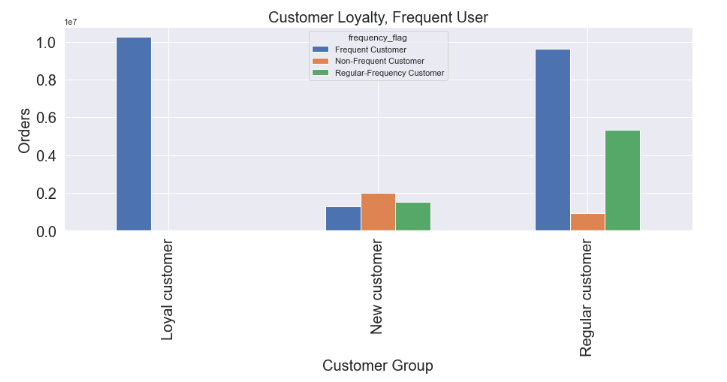 Customer Loyalty, Frequent User
1e7
frequency_flag
Frequent Customer
Non-Frequent Customer
Regular-Frequency Customer
1.0
0.8
0.6
0.4
0.2
0.0
Orders
Loyal customer
New customer
Regular customer
Customer Group